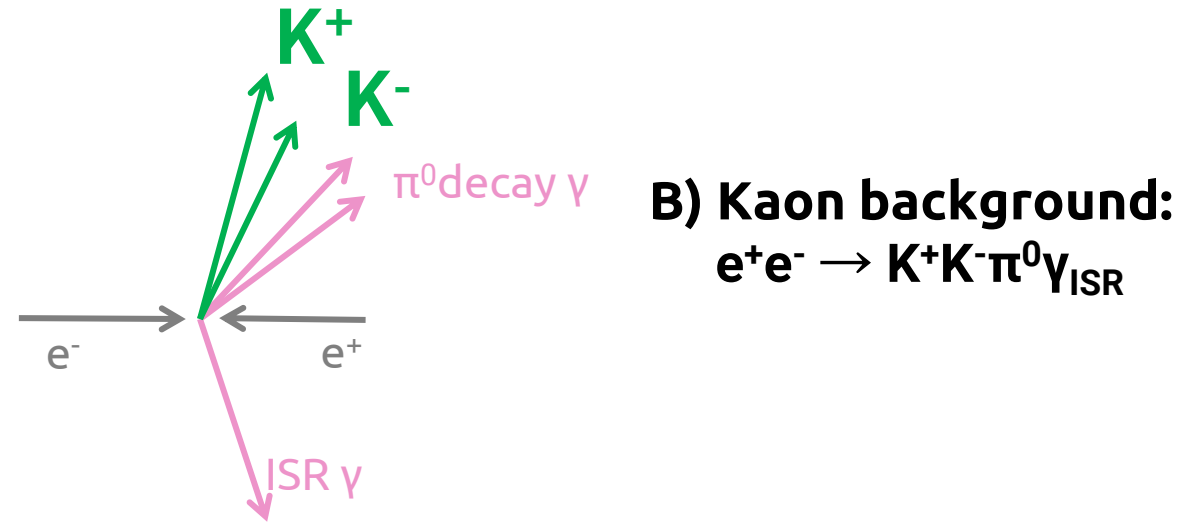 K⁺
K⁻
π⁰decay γ
B) Kaon background:
e⁺e⁻ → K⁺K⁻π⁰γ_ISR
e⁻
e⁺
ISR γ